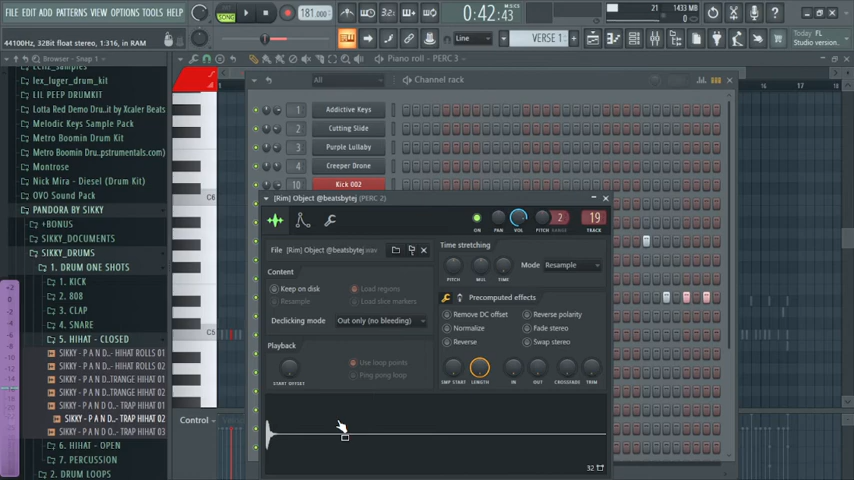 FILE EDIT ADD PATTERNS VIEW OPTIONS TOOLS HELP
PAT
SONG
181.000
0:42:43
21
1433 MB
0
Today FL
Studio version..
44100Hz, 32Bit float stereo, 1:316, in RAM
Line
VERSE 1
Browser - Snap 1
Piano roll - PERC 3
lenz_samples
lex_luger_drum_kit
LIL PEEP DRUMKIT
Lotta Red Demo Dru..it by Xcaler Beats
Melodic Keys Sample Pack
Metro Boomin Drum Kit
Metro Booming Dru..pstrumentals.com)
Montrose
Nick Mira - Diesel (Drum Kit)
OVO Sound Pack
PANDORA BY SIKKY
+BONUS
SIKKY_DOCUMENTS
SIKKY_DRUMS
1. DRUM ONE SHOTS
1. KICK
2. 808
3. CLAP
4. SNARE
5. HIHAT - CLOSED
SIKKY - P A N D O..- HIHAT ROLLS 01
SIKKY - P A N D O..- HIHAT ROLLS 02
SIKKY - P A N D..TRANGE HIHAT 01
SIKKY - P A N D..TRANGE HIHAT 02
SIKKY - P A N D...- TRAP HIHAT 01
SIKKY - P A N D...- TRAP HIHAT 02
SIKKY - P A N D...- TRAP HIHAT 03
6. HIHAT - OPEN
7. PERCUSSION
2. DRUM LOOPS
C6
C5
Control
All
Channel rack
1 Addictive Keys
2 Cutting Slide
3 Purple Lullaby
4 Creeper Drone
10 Kick 002
16
17
[Rim] Object @beatsbytej (PERC 2)
ON
PAN
VOL
PITCH
2
RANGE
19
TRACK
File [Rim] Object @beatsbytej.wav
Content
Keep on disk
Load regions
Resample
Load slice markers
Declicking mode Out only (no bleeding)
Playback
START OFFSET
Use loop points
Ping pong loop
Time stretching
PITCH
MUL
TIME
Mode Resample
Precomputed effects
Remove DC offset
Reverse polarity
Normalize
Fade stereo
Reverse
Swap stereo
SMP START
LENGTH
IN
OUT
CROSSFADE
TRIM
32